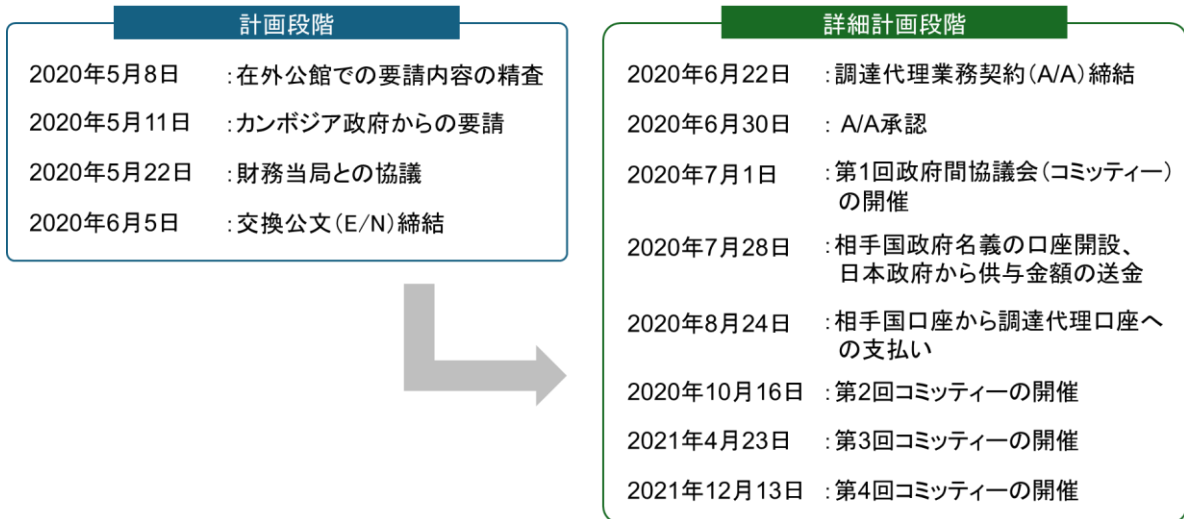 計画段階
2020年5月8日 :在外公館での要請内容の精査
2020年5月11日 :カンボジア政府からの要請
2020年5月22日 :財務当局との協議
2020年6月5日 :交換公文(E/N)締結
詳細計画段階
2020年6月22日 :調達代理業務契約(A/A)締結
2020年6月30日 : A/A承認
2020年7月1日 :第1回政府間協議会(コミッティー)
の開催
2020年7月28日 :相手国政府名義の口座開設、
日本政府から供与金額の送金
2020年8月24日 :相手国口座から調達代理口座へ
の支払い
2020年10月16日 :第2回コミッティーの開催
2021年4月23日 :第3回コミッティーの開催
2021年12月13日 :第4回コミッティーの開催